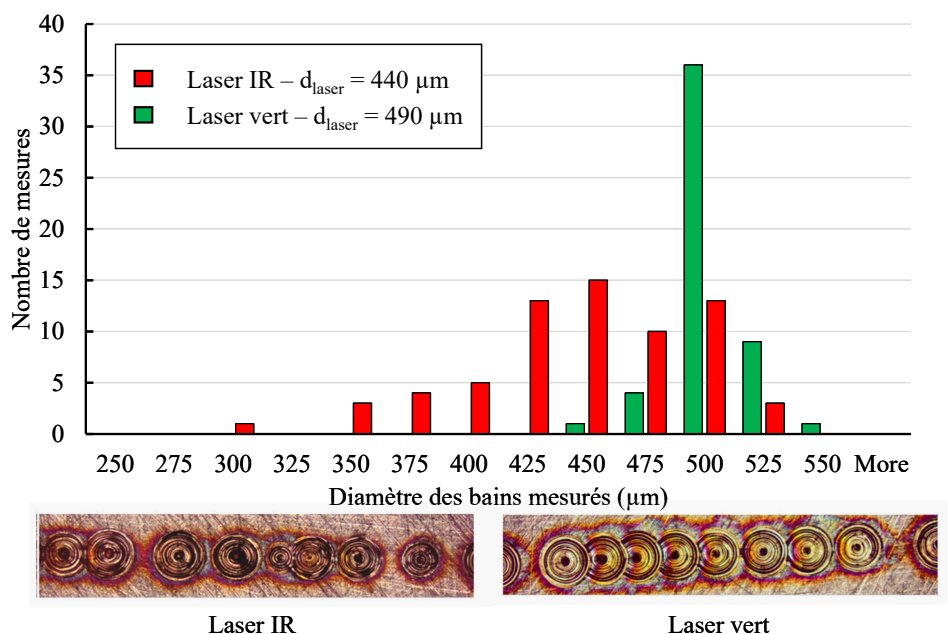 40
35
30
25
20
15
10
5
0
Nombre de mesures
Laser IR – dlaser = 440 µm
Laser vert – dlaser = 490 µm
250 275 300 325 350 375 400 425 450 475 500 525 550 More
Diamètre des bains mesurés (µm)
Laser IR
Laser vert